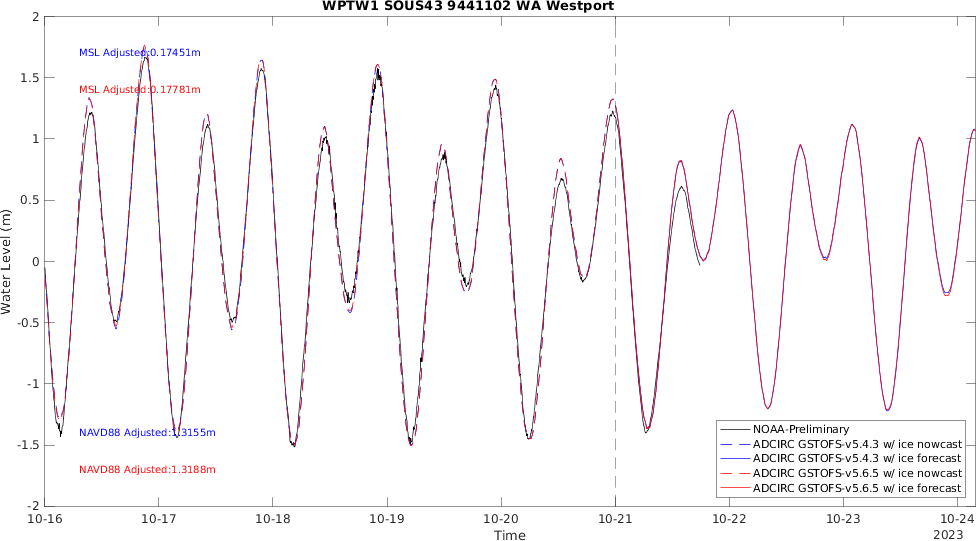 WPTW1 SOUS43 9441102 WA Westport
2
1.5
1
0.5
0
-0.5
-1
-1.5
-2
Water Level (m)
MSL Adjusted:0.17451m
MSL Adjusted:0.17781m
NAVD88 Adjusted:1.3155m
NAVD88 Adjusted:1.3188m
NOAA-Preliminary
ADCIRC GSTOFS-v5.4.3 w/ ice nowcast
ADCIRC GSTOFS-v5.4.3 w/ ice forecast
ADCIRC GSTOFS-v5.6.5 w/ ice nowcast
ADCIRC GSTOFS-v5.6.5 w/ ice forecast
10-16 10-17 10-18 10-19 10-20 10-21 10-22 10-23 10-24
Time
2023